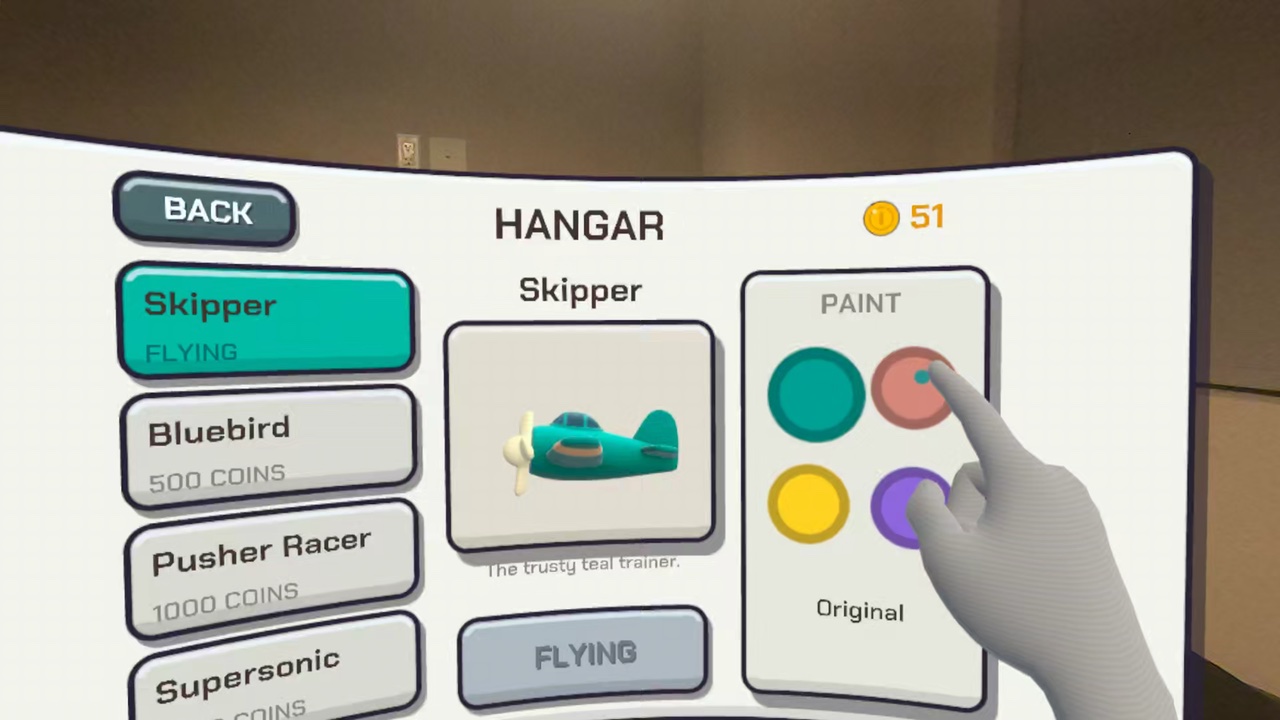 BACK
HANGAR
51
Skipper
FLYING
Bluebird
500 COINS
Pusher Racer
1000 COINS
Supersonic
COINS
Skipper
The trusty teal trainer.
FLYING
PAINT
Original